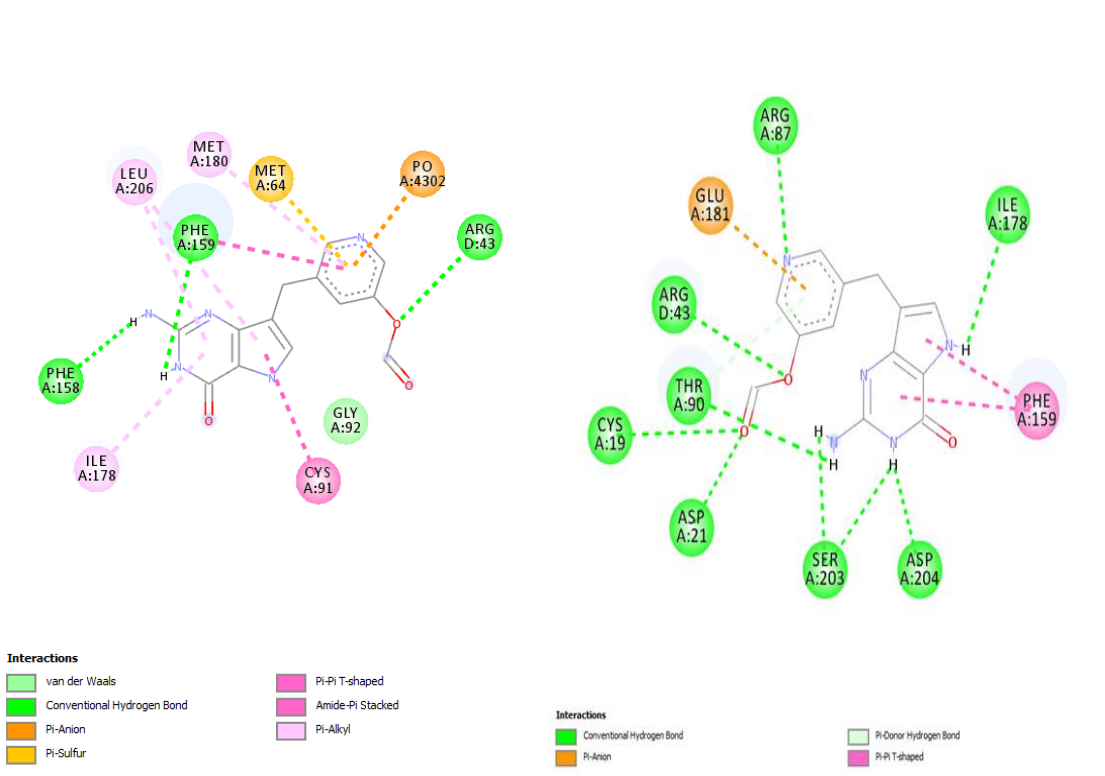 MET
A:180
LEU
A:206
MET
A:64
PO
A:4302
PHE
A:159
ARG
D:43
N
N
H
N
O
PHE
A:158
H
N
N
O
O
GLY
A:92
ILE
A:178
CYS
A:91
Interactions
van der Waals
Conventional Hydrogen Bond
Pi-Anion
Pi-Sulfur
Pi-Pi T-shaped
Amide-Pi Stacked
Pi-Alkyl
ARG
A:87
GLU
A:181
ILE
A:178
N
ARG
D:43
N
H
THR
A:90
O
N
PHE
A:159
CYS
A:19
O
H
N
H
N
H
O
ASP
A:21
SER
A:203
ASP
A:204
Interactions
Conventional Hydrogen Bond
Pi-Anion
Pi-Donor Hydrogen Bond
Pi-Pi T-shaped